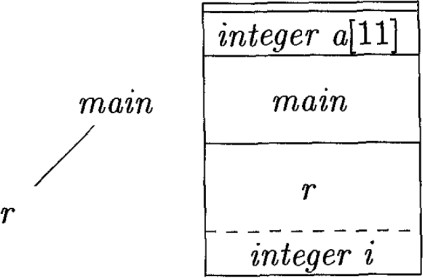 main
r
integer a[11]
main
r
integer i